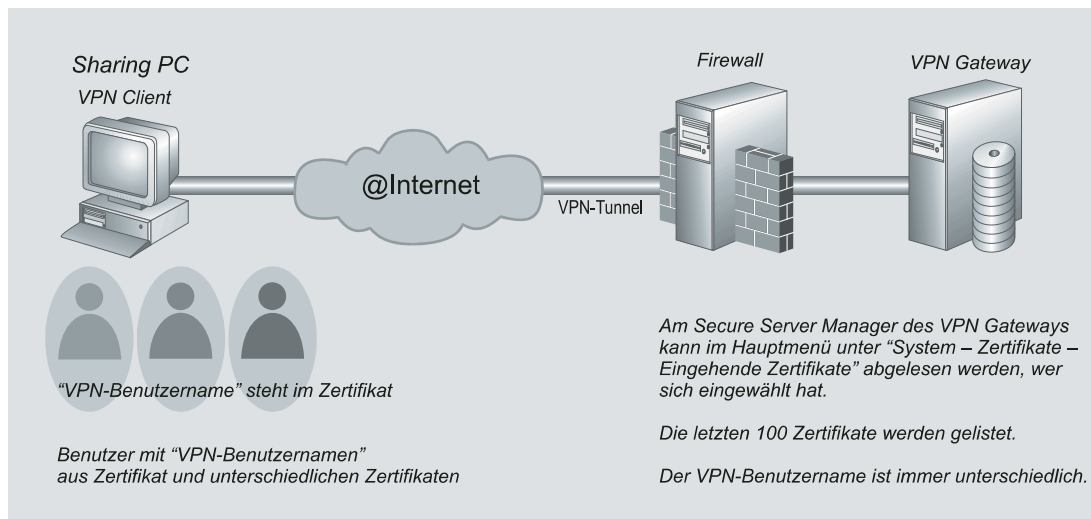 Sharing PC
VPN Client
@Internet
VPN-Tunnel
Firewall
VPN Gateway
“VPN-Benutzername” steht im Zertifikat
Benutzer mit “VPN-Benutzernamen”
aus Zertifikat und unterschiedlichen Zertifikaten
Am Secure Server Manager des VPN Gateways
kann im Hauptmenü unter “System – Zertifikate –
Eingehende Zertifikate” abgelesen werden, wer
sich eingewählt hat.
Die letzten 100 Zertifikate werden gelistet.
Der VPN-Benutzername ist immer unterschiedlich.